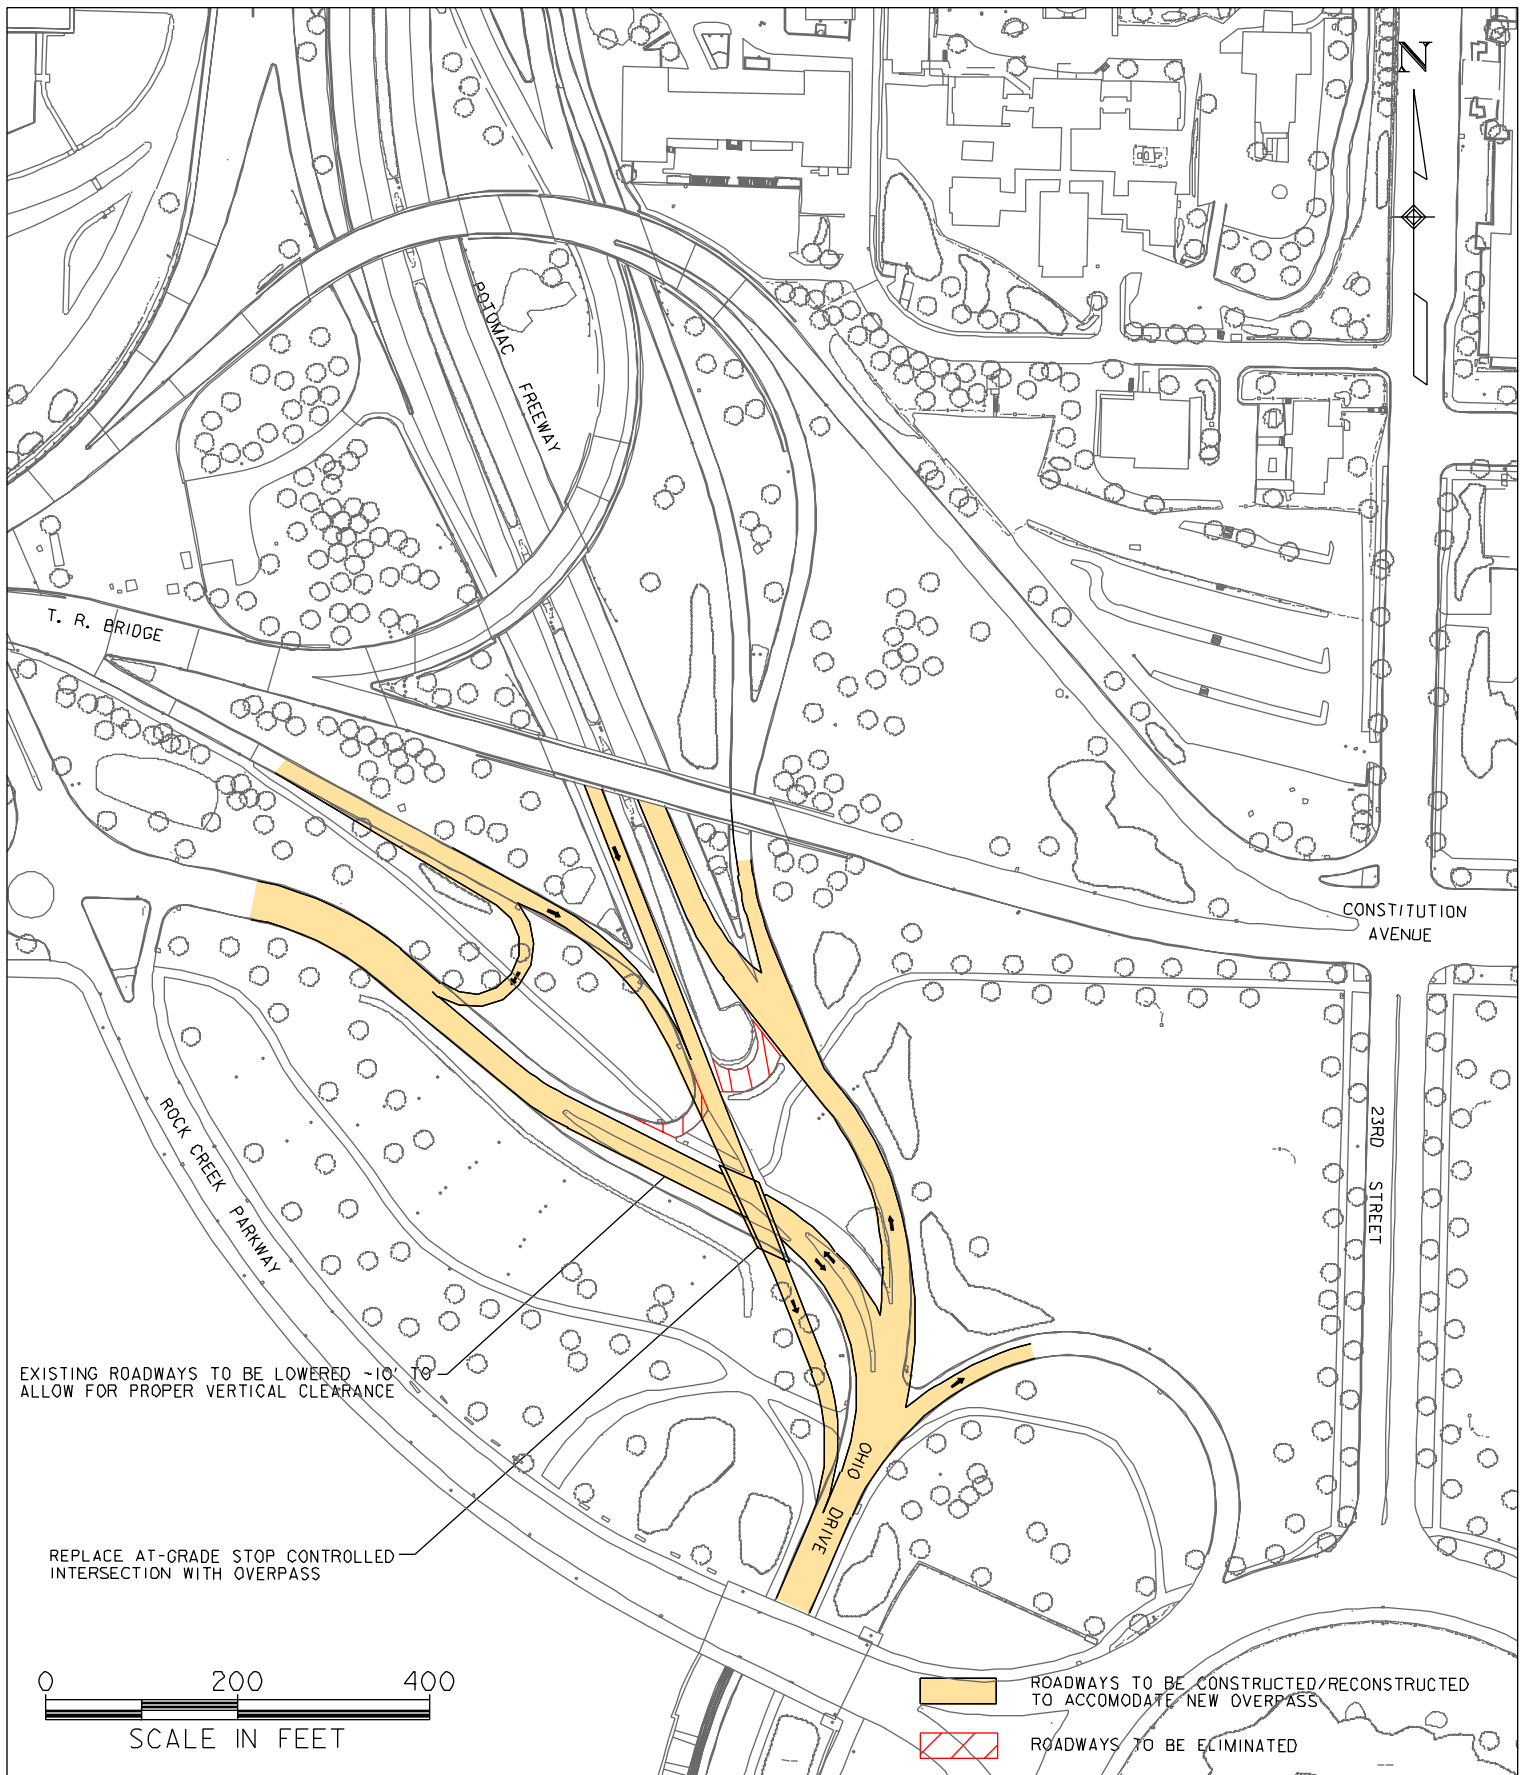 N
POTOMAC
FREEWAY
T. R. BRIDGE
CONSTITUTION
AVENUE
23RD STREET
ROCK CREEK PARKWAY
EXISTING ROADWAYS TO BE LOWERED ~10' TO
ALLOW FOR PROPER VERTICAL CLEARANCE
OHIO DRIVE
REPLACE AT-GRADE STOP CONTROLLED
INTERSECTION WITH OVERPASS
0 200 400
SCALE IN FEET
ROADWAYS TO BE CONSTRUCTED/RECONSTRUCTED
TO ACCOMODATE NEW OVERPASS
ROADWAYS TO BE ELIMINATED